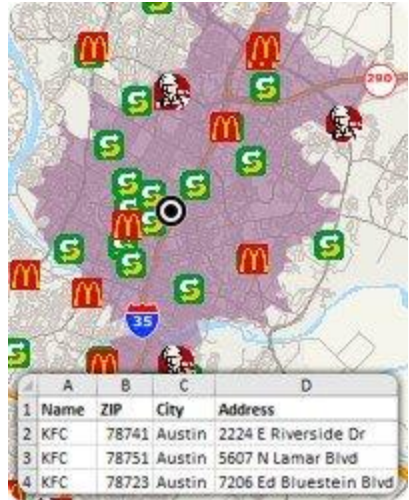 290
35
A B C D
1 Name ZIP City Address
2 KFC 78741 Austin 2224 E Riverside Dr
3 KFC 78751 Austin 5607 N Lamar Blvd
4 KFC 78723 Austin 7206 Ed Bluestein Blvd